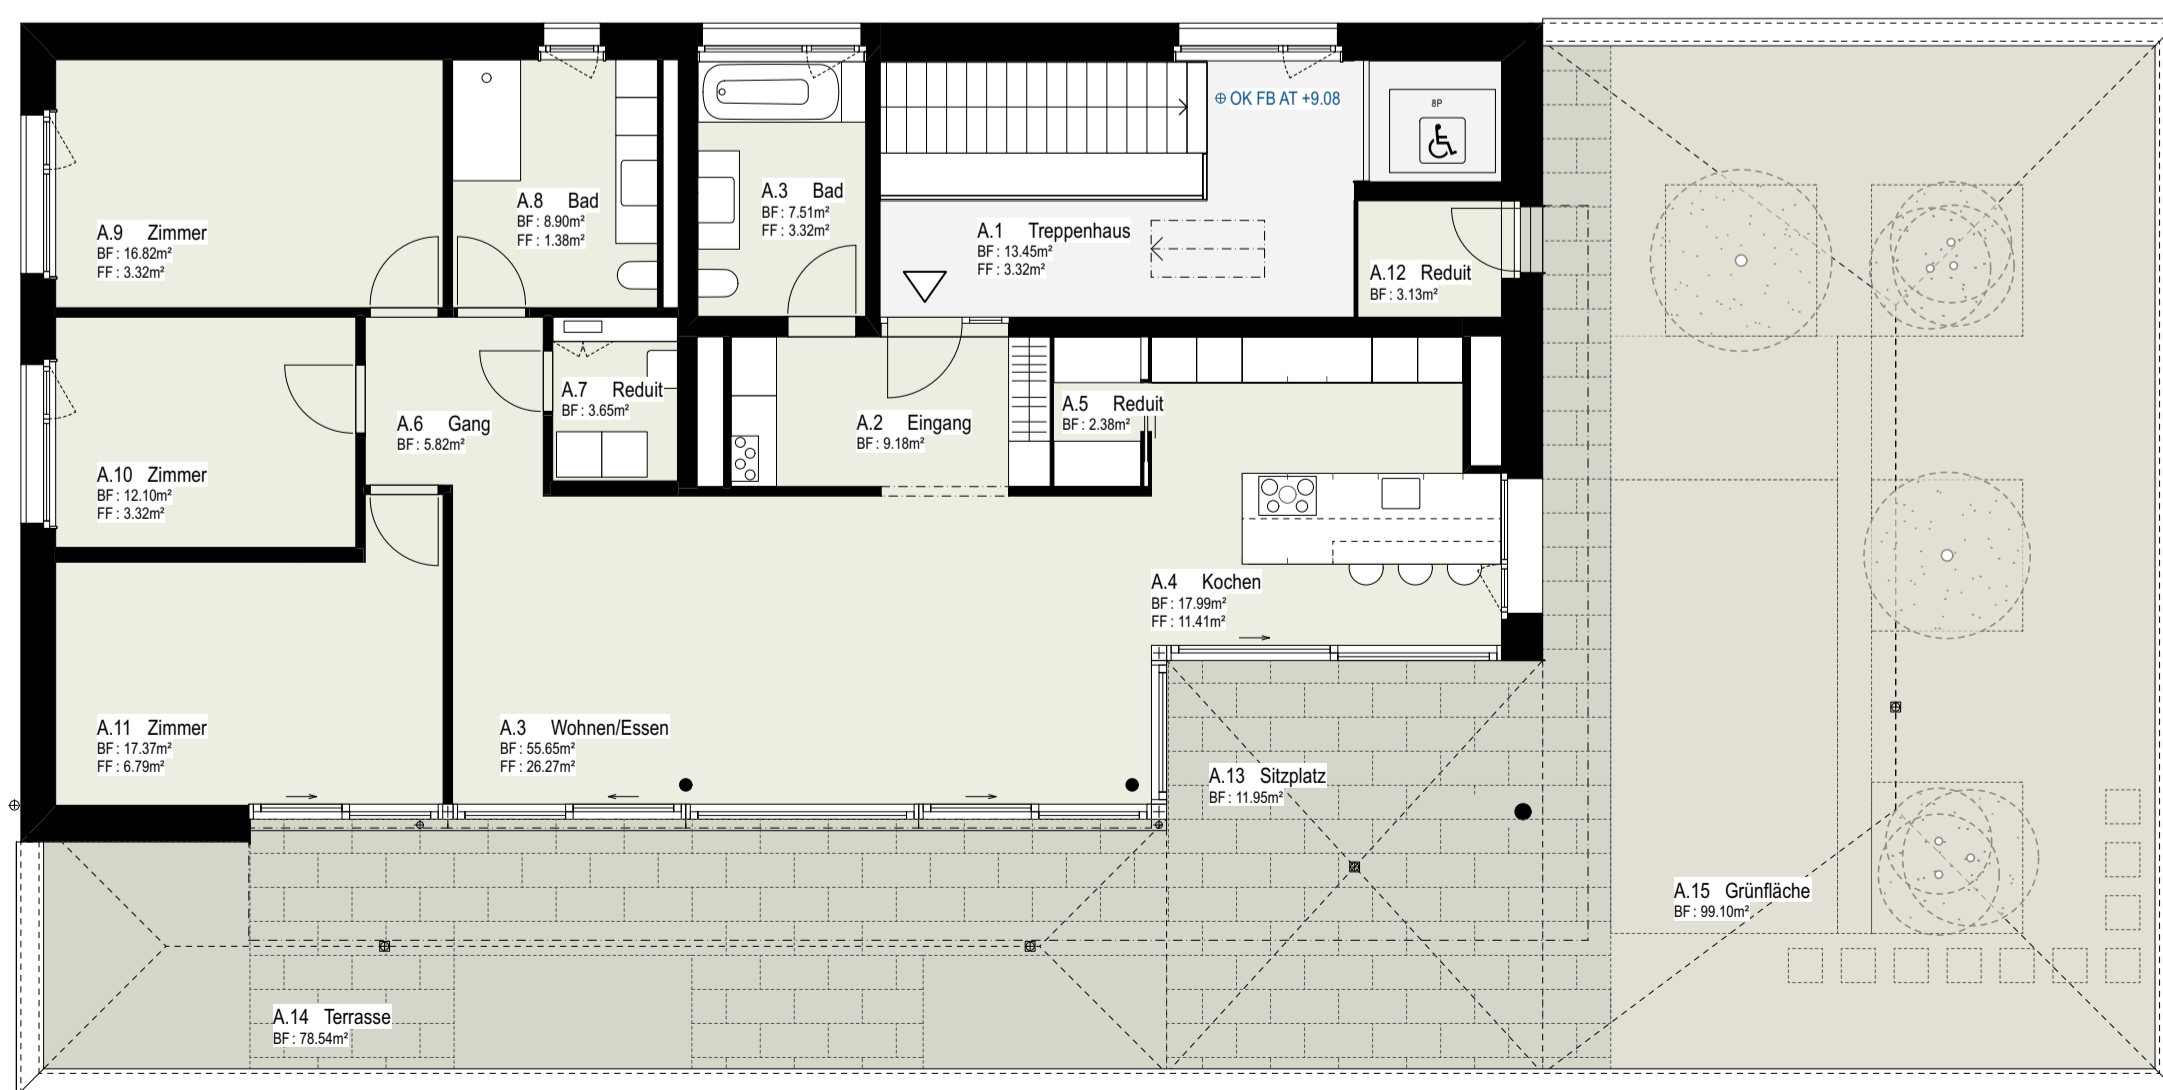 ⊕ OK FB AT +9.08
8P
A.9 Zimmer
BF : 16.82m²
FF : 3.32m²
A.8 Bad
BF : 8.90m²
FF : 1.38m²
A.3 Bad
BF : 7.51m²
FF : 3.32m²
A.1 Treppenhaus
BF : 13.45m²
FF : 3.32m²
A.12 Reduit
BF : 3.13m²
A.10 Zimmer
BF : 12.10m²
FF : 3.32m²
A.6 Gang
BF : 5.82m²
A.7 Reduit
BF : 3.65m²
A.2 Eingang
BF : 9.18m²
A.5 Reduit
BF : 2.38m²
A.4 Kochen
BF : 17.99m²
FF : 11.41m²
A.11 Zimmer
BF : 17.37m²
FF : 6.79m²
A.3 Wohnen/Essen
BF : 55.65m²
FF : 26.27m²
A.13 Sitzplatz
BF : 11.95m²
A.15 Grünfläche
BF : 99.10m²
A.14 Terrasse
BF : 78.54m²